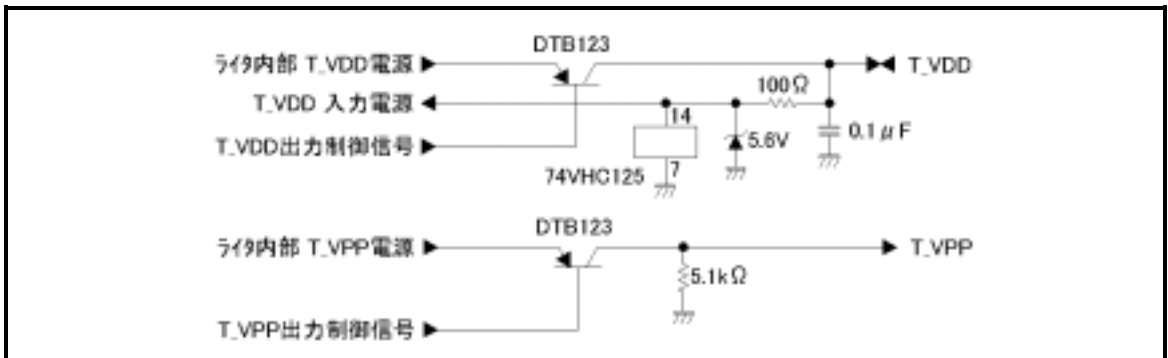 DTB123
ﾗｲﾀ内部 T_VDD電源
T_VDD
100Ω
T_VDD 入力電源
14
0.1μF
5.6V
T_VDD出力制御信号
7
74VHC125
DTB123
ﾗｲﾀ内部 T_VPP電源
T_VPP
5.1kΩ
T_VPP出力制御信号